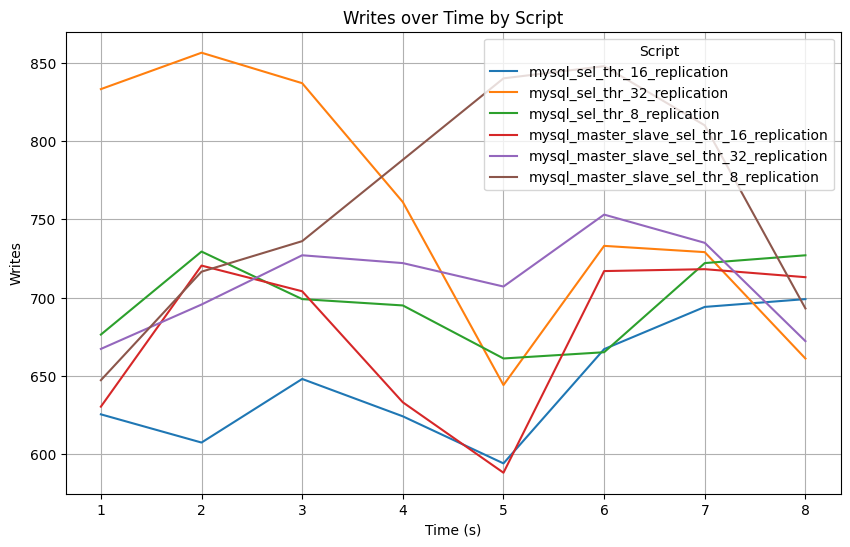 Writes over Time by Script
Script
mysql_sel_thr_16_replication
mysql_sel_thr_32_replication
mysql_sel_thr_8_replication
mysql_master_slave_sel_thr_16_replication
mysql_master_slave_sel_thr_32_replication
mysql_master_slave_sel_thr_8_replication
Writes
850
800
750
700
650
600
1 2 3 4 5 6 7 8
Time (s)